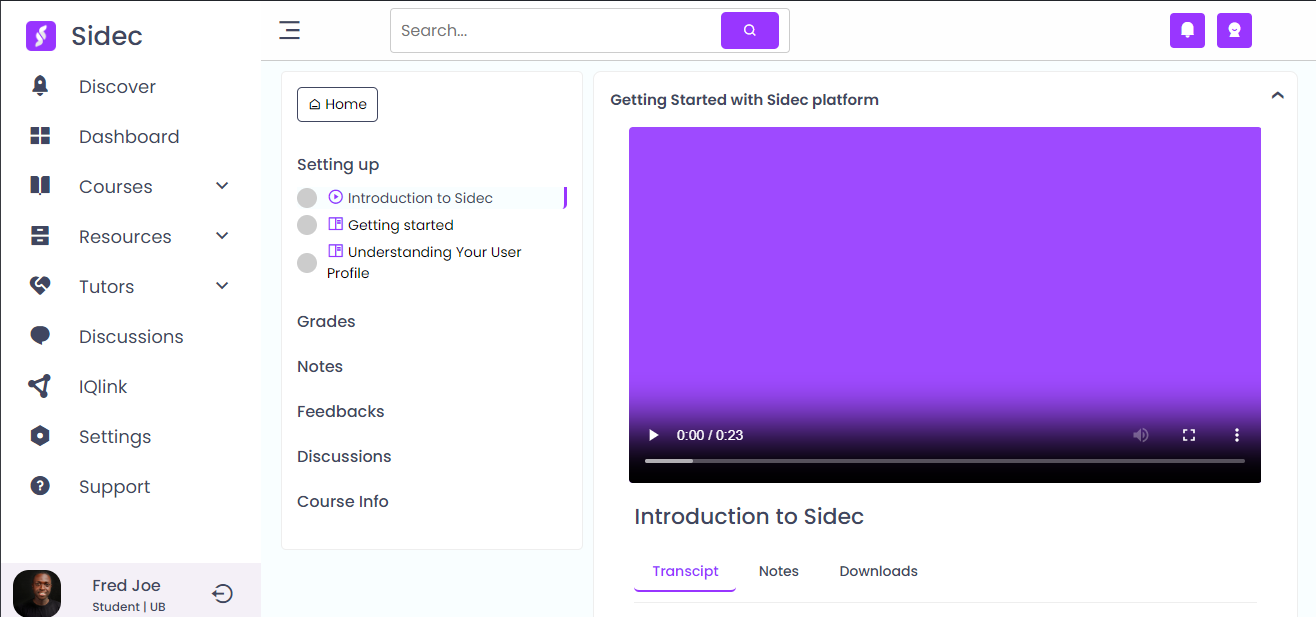 Sidec
Discover
Dashboard
Courses
Resources
Tutors
Discussions
IQlink
Settings
Support
Fred Joe
Student | UB
Search...
Home
Setting up
Introduction to Sidec
Getting started
Understanding Your User
Profile
Grades
Notes
Feedbacks
Discussions
Course Info
Getting Started with Sidec platform
0:00 / 0:23
Introduction to Sidec
Transcipt Notes Downloads